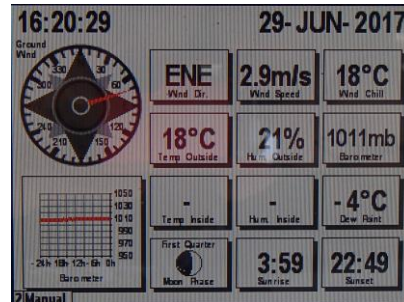 16:20:29 29-JUN-2017
Ground
Wind
330 30
300 60
240 120
210 150
ENE
Wind Dir.
2.9m/s
Wind Speed
18°C
Wind Chill
18°C
Temp Outside
21%
Hum. Outside
1011mb
Barometer
-
Temp Inside
-
Hum. Inside
-4°C
Dew Point
1050
1030
1010
990
970
950
-24h 18h 12h -6h 0h
Barometer
First Quarter
Moon Phase
3:59
Sunrise
22:49
Sunset
2 Manual